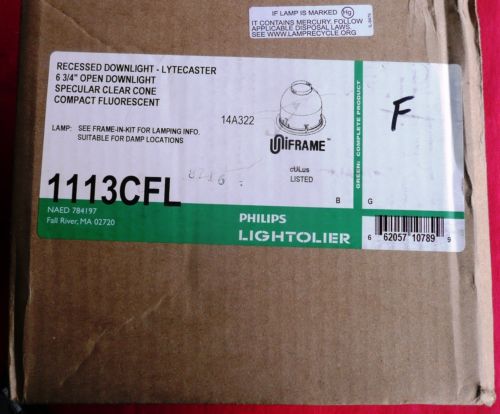 IF LAMP IS MARKED Hg
IT CONTAINS MERCURY. FOLLOW
APPLICABLE DISPOSAL LAWS.
SEE WWW.LAMPRECYCLE.ORG
RECESSED DOWNLIGHT - LYTECASTER
6 3/4" OPEN DOWNLIGHT
SPECULAR CLEAR CONE
COMPACT FLUORESCENT
14A322
LAMP: SEE FRAME-IN-KIT FOR LAMPING INFO.
SUITABLE FOR DAMP LOCATIONS
UNIFRAME™
cULus
LISTED
1113CFL
B
G
GREEN: COMPLETE PRODUCT
F
NAED 784197
Fall River, MA 02720
PHILIPS
LIGHTOLIER
6 62057 10789 9